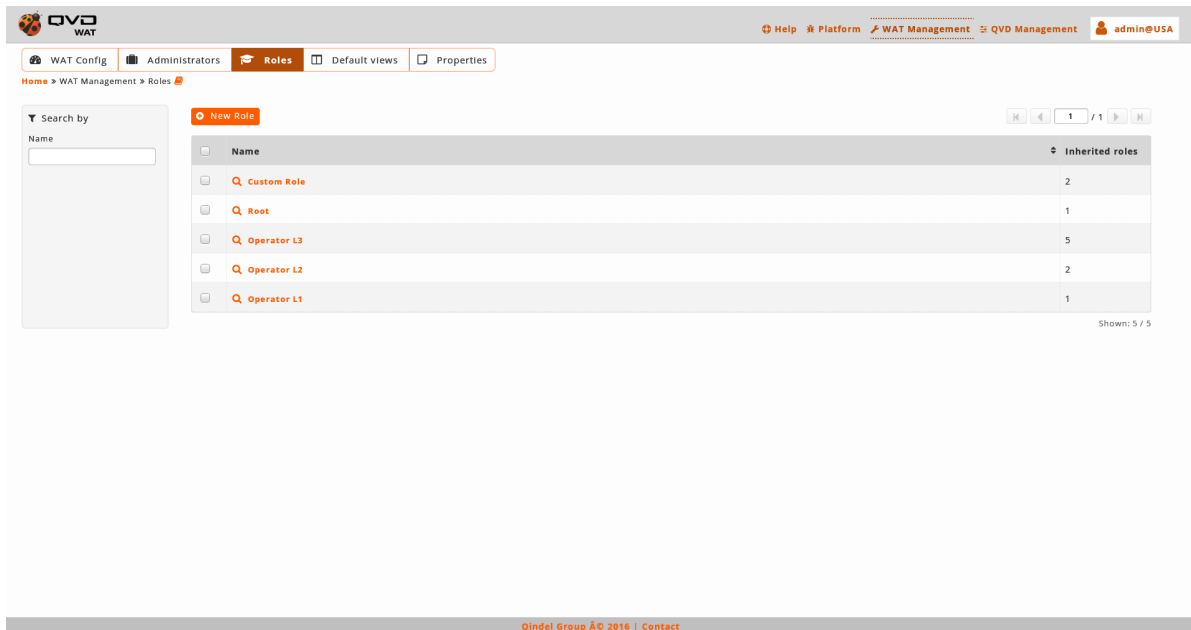 QVD
WAT
Help Platform WAT Management QVD Management admin@USA
WAT Config Administrators Roles Default views Properties
Home » WAT Management » Roles
Search by
Name
New Role
1 / 1
Name Inherited roles
Custom Role 2
Root 1
Operator L3 5
Operator L2 2
Operator L1 1
Shown: 5 / 5
Qindel Group Â© 2016 | Contact